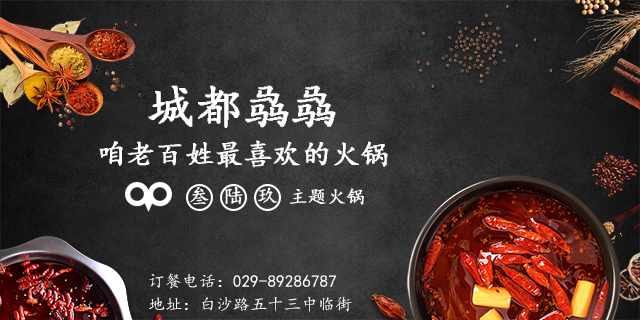 城都骉骉
咱老百姓最喜欢的火锅
叁陆玖 主题火锅
订餐电话：029-89286787
地址：白沙路五十三中临街